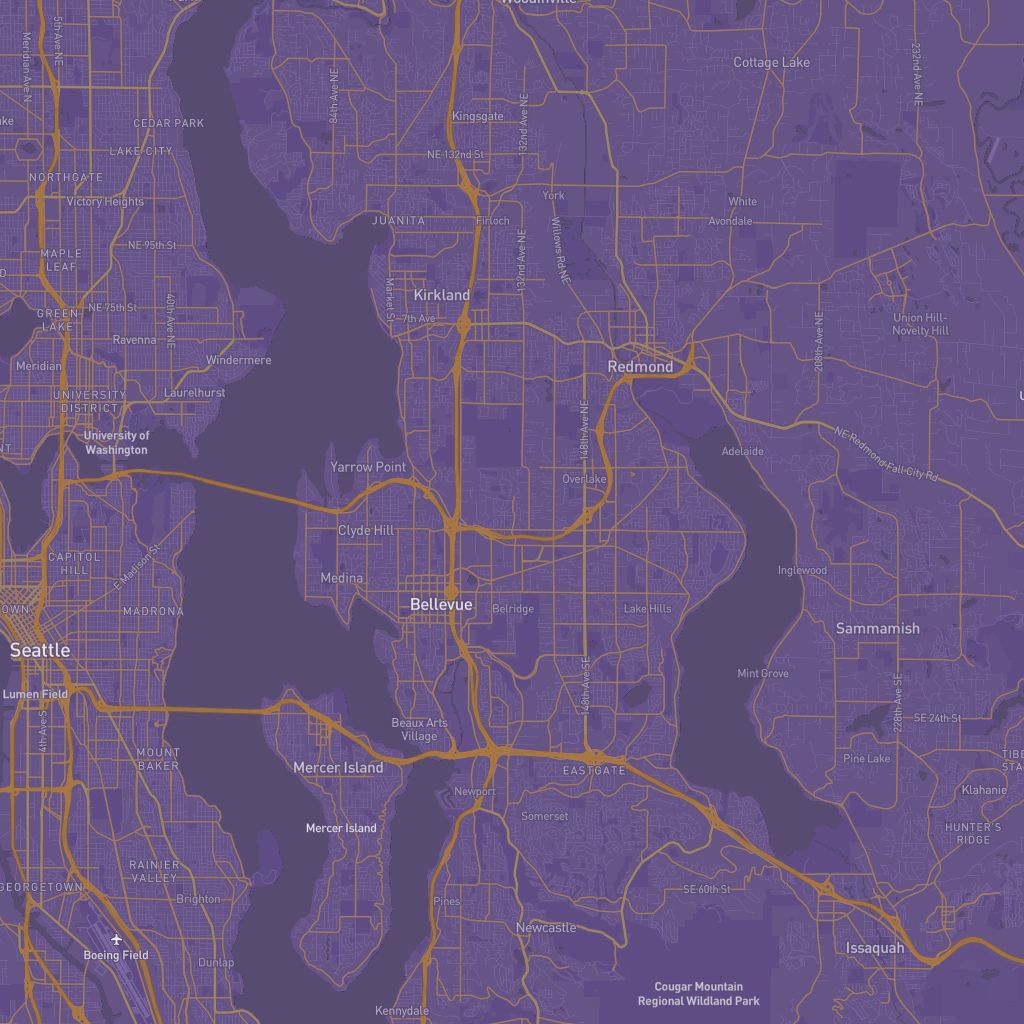 Woodinville
5th Ave NE
Meridian Ave N
84th Ave NE
232nd Ave NE
Cottage Lake
CEDAR PARK
Kingsgate
132nd Ave NE
LAKE CITY
NE 132nd St
NORTHGATE
Victory Heights
York
White
JUANITA
Firloch
Avondale
NE 95th St
Willows Rd NE
132nd Ave NE
MAPLE
LEAF
Kirkland
Market St
40th Ave NE
NE 75th St
GREEN
LAKE
7th Ave
Union Hill-
Novelty Hill
208th Ave NE
Ravenna
Windermere
Meridian
Redmond
Laurelhurst
UNIVERSITY
DISTRICT
148th Ave NE
University of
Washington
NE Redmond-Fall City Rd
Adelaide
Yarrow Point
Overlake
Clyde Hill
CAPITOL
HILL
E Madison St
Inglewood
Medina
Bellevue
Belridge
Lake Hills
OWN
MADRONA
Sammamish
Seattle
148th Ave SE
Mint Grove
Lumen Field
228th Ave SE
4th Ave S
Beaux Arts
Village
SE 24th St
MOUNT
BAKER
Pine Lake
Mercer Island
EASTGATE
Klahanie
Newport
Somerset
Mercer Island
HUNTER'S
RIDGE
RAINIER
VALLEY
GEORGETOWN
SE 60th St
Brighton
Pines
Newcastle
Issaquah
Boeing Field
Dunlap
Cougar Mountain
Regional Wildland Park
Kennydale